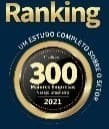 Ranking
UM ESTUDO COMPLETO SOBRE O SETOR
300
2021